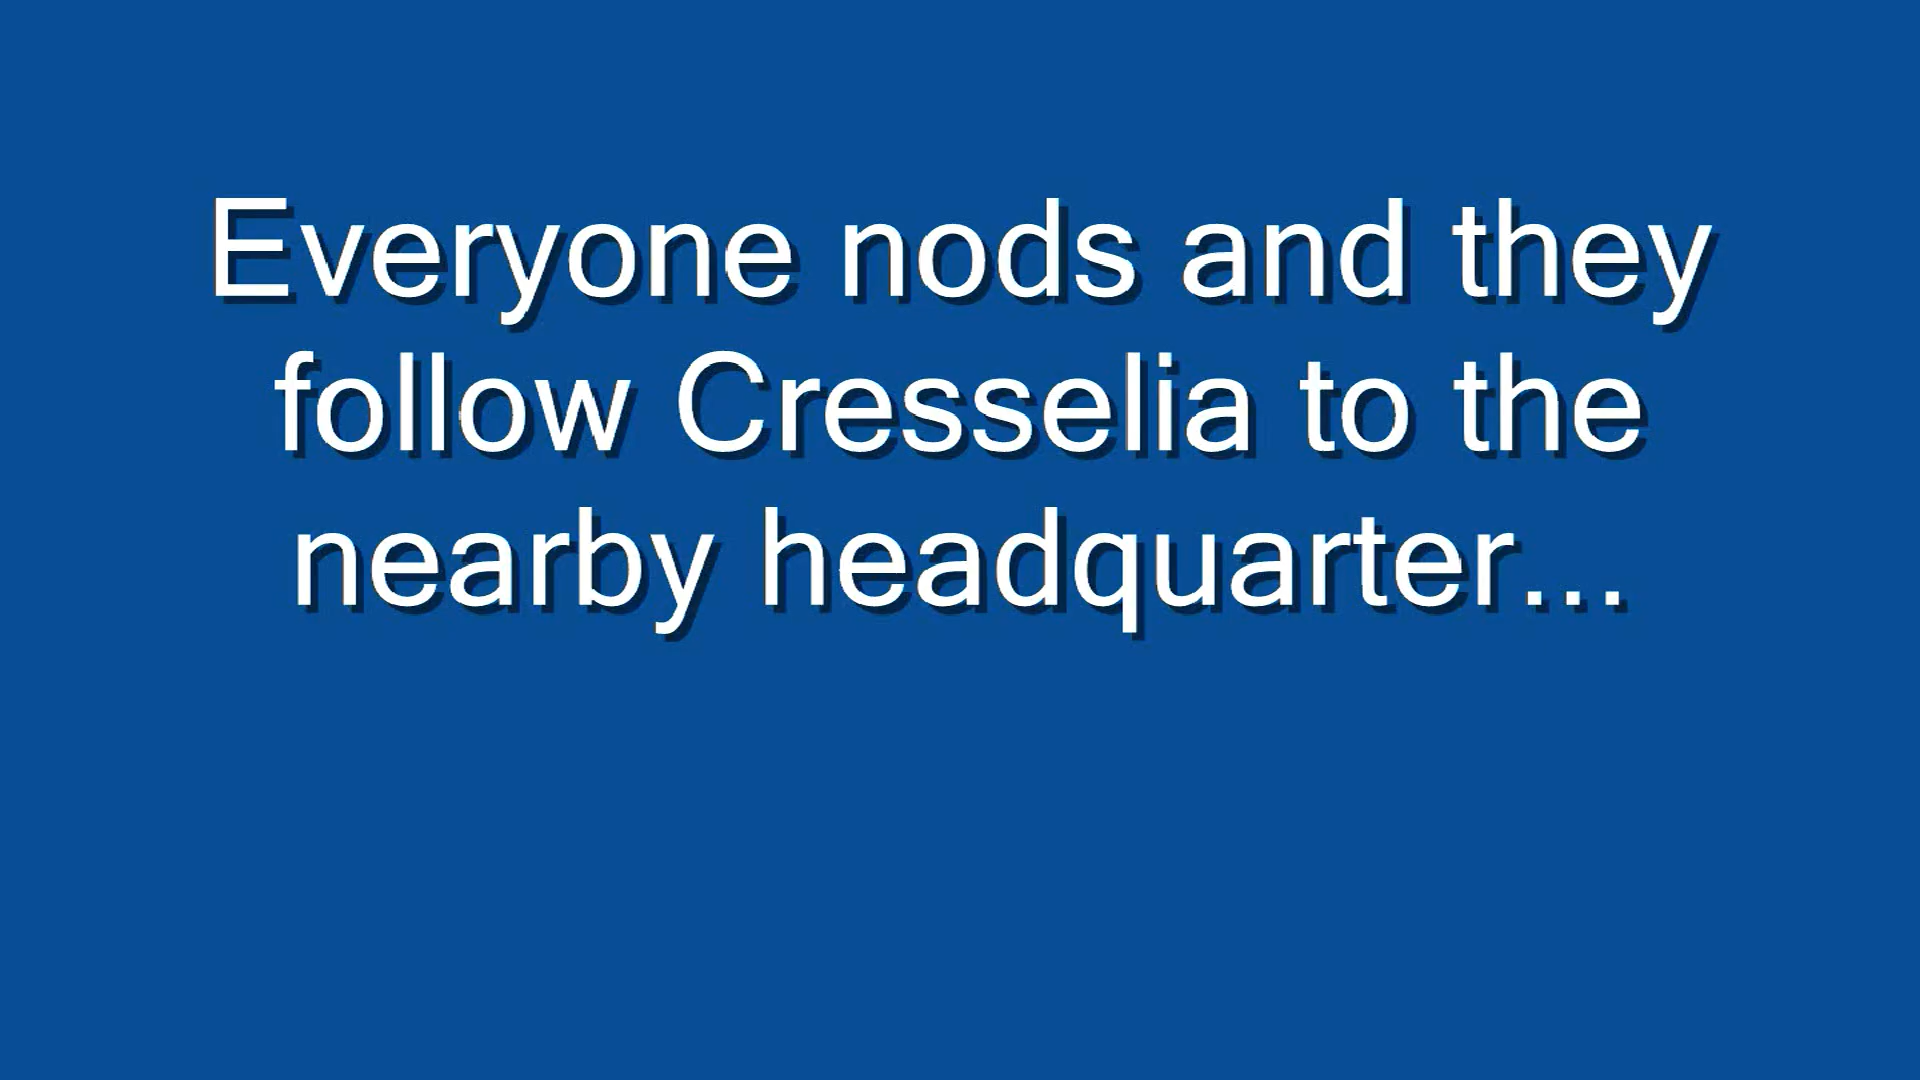 Everyone nods and they
follow Cresselia to the
nearby headquarter...